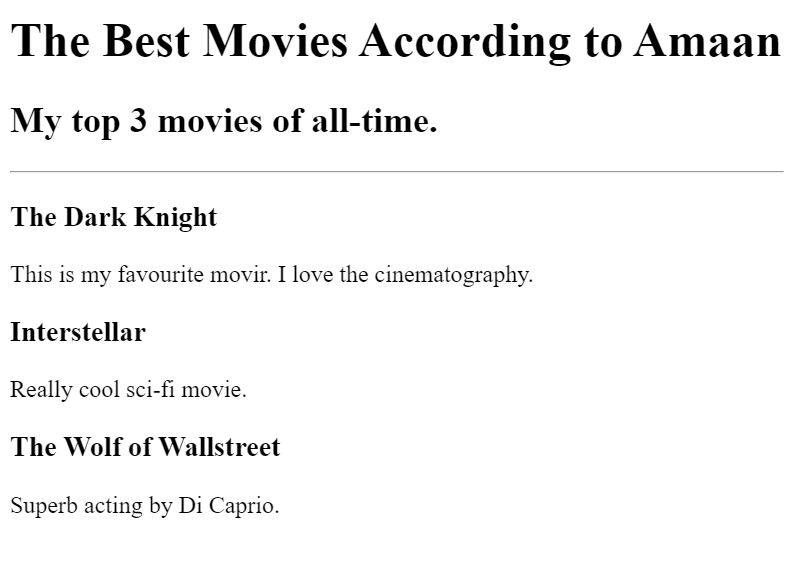 The Best Movies According to Amaan
My top 3 movies of all-time.
The Dark Knight
This is my favourite movir. I love the cinematography.
Interstellar
Really cool sci-fi movie.
The Wolf of Wallstreet
Superb acting by Di Caprio.